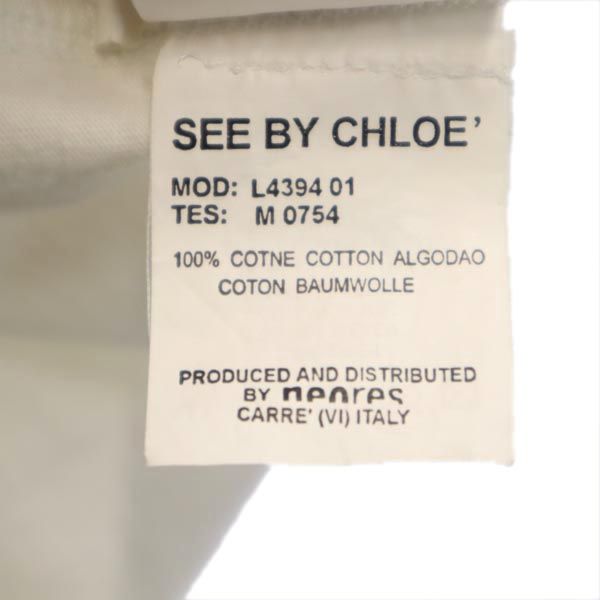 SEE BY CHLOE'
MOD: L4394 01
TES: M 0754
100% COTNE COTTON ALGODAO
COTON BAUMWOLLE
PRODUCED AND DISTRIBUTED
BY neores
CARRE' (VI) ITALY